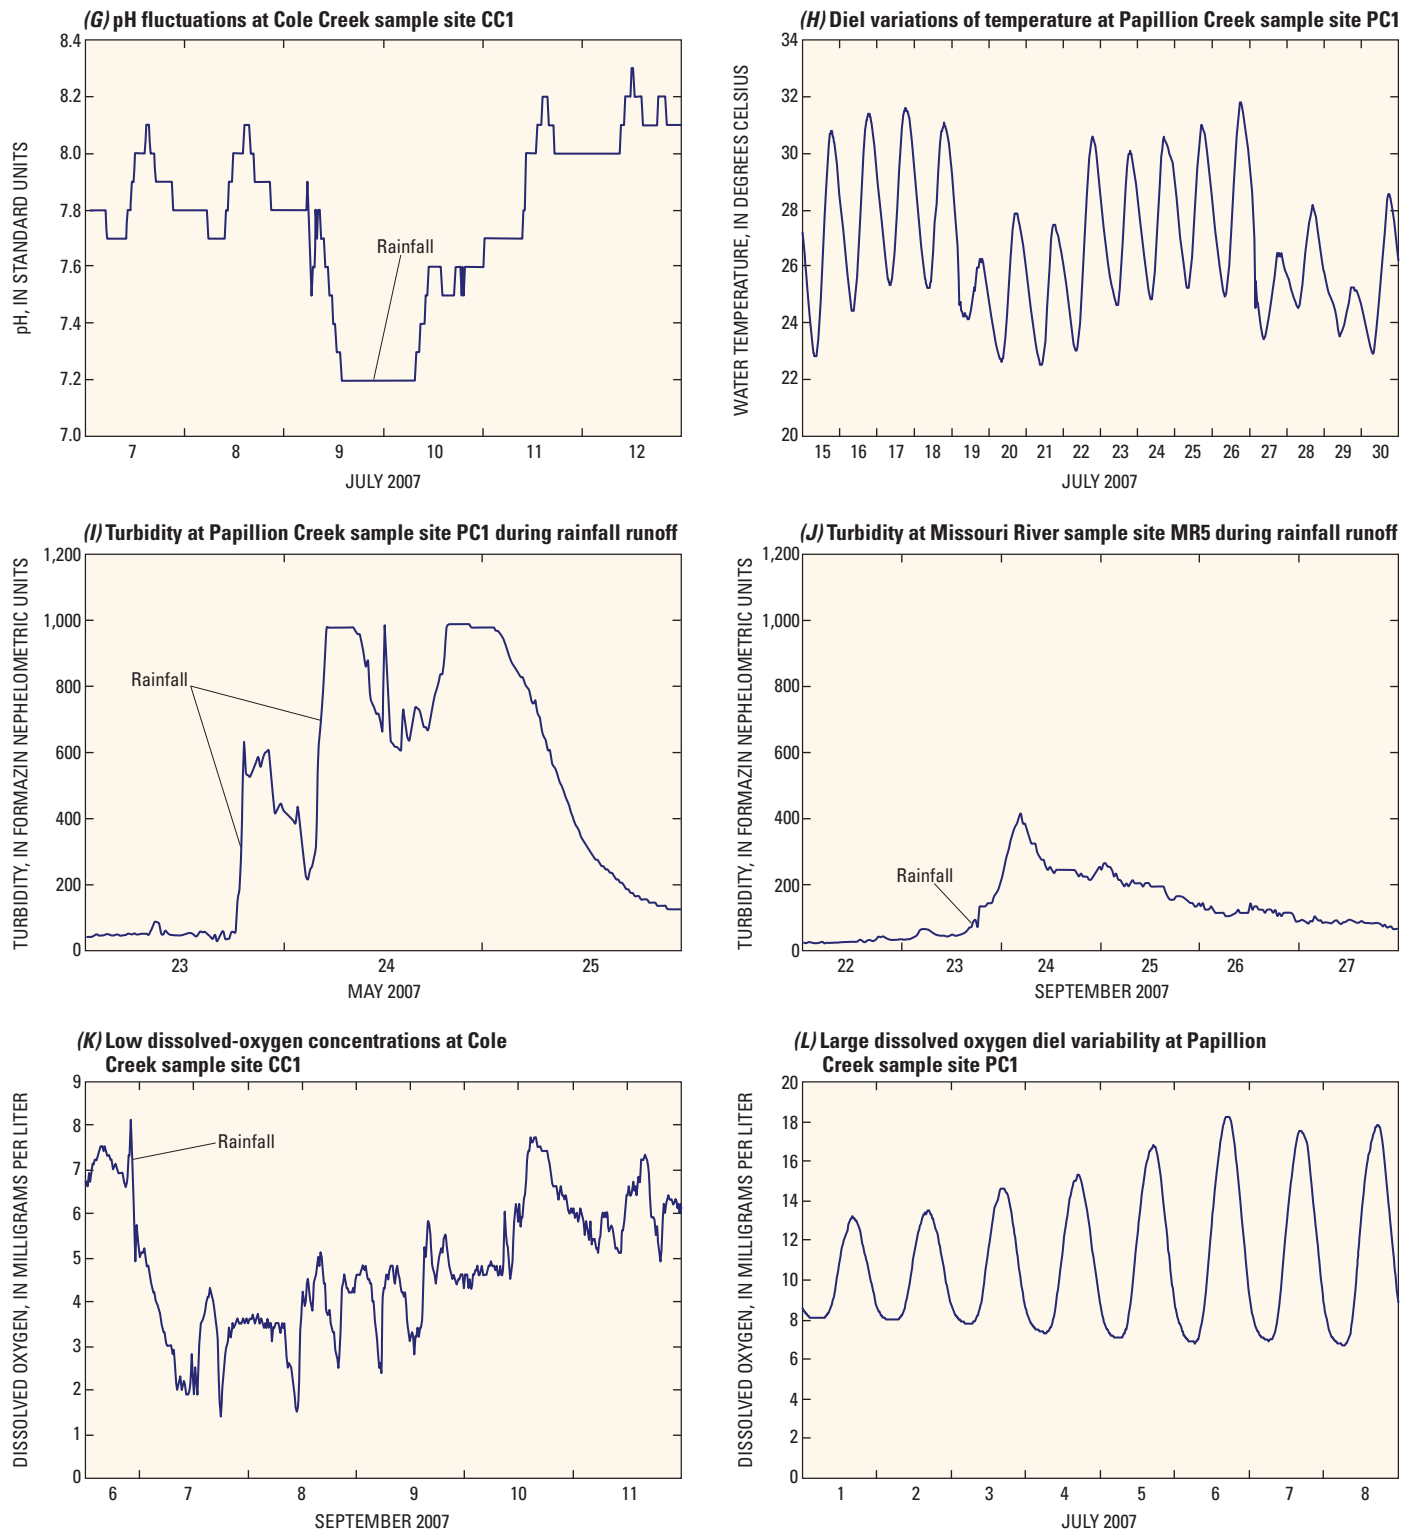 (G) pH fluctuations at Cole Creek sample site CC1
8.4
8.2
8.0
7.8
7.6
7.4
7.2
7.0
pH, IN STANDARD UNITS
Rainfall
7 8 9 10 11 12
JULY 2007
(H) Diel variations of temperature at Papillion Creek sample site PC1
34
32
30
28
26
24
22
20
WATER TEMPERATURE, IN DEGREES CELSIUS
15 16 17 18 19 20 21 22 23 24 25 26 27 28 29 30
JULY 2007
(I) Turbidity at Papillion Creek sample site PC1 during rainfall runoff
1,200
1,000
800
600
400
200
0
TURBIDITY, IN FORMAZIN NEPHELOMETRIC UNITS
Rainfall
23 24 25
MAY 2007
(J) Turbidity at Missouri River sample site MR5 during rainfall runoff
1,200
1,000
800
600
400
200
0
TURBIDITY, IN FORMAZIN NEPHELOMETRIC UNITS
Rainfall
22 23 24 25 26 27
SEPTEMBER 2007
(K) Low dissolved-oxygen concentrations at Cole
Creek sample site CC1
9
8
7
6
5
4
3
2
1
0
DISSOLVED OXYGEN, IN MILLIGRAMS PER LITER
Rainfall
6 7 8 9 10 11
SEPTEMBER 2007
(L) Large dissolved oxygen diel variability at Papillion
Creek sample site PC1
20
18
16
14
12
10
8
6
4
2
0
DISSOLVED OXYGEN, IN MILLIGRAMS PER LITER
1 2 3 4 5 6 7 8
JULY 2007